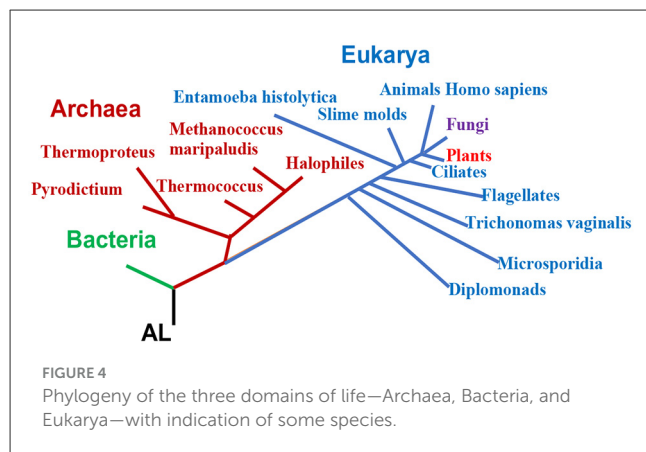 Eukarya
Animals Homo sapiens
Entamoeba histolytica
Slime molds
Archaea
Fungi
Methanococcus
maripaludis
Thermoproteus
Halophiles
Plants
Ciliates
Pyrodictium
Thermococcus
Flagellates
Trichonomas vaginalis
Bacteria
Microsporidia
Diplomonads
AL
FIGURE 4
Phylogeny of the three domains of life—Archaea, Bacteria, and
Eukarya—with indication of some species.